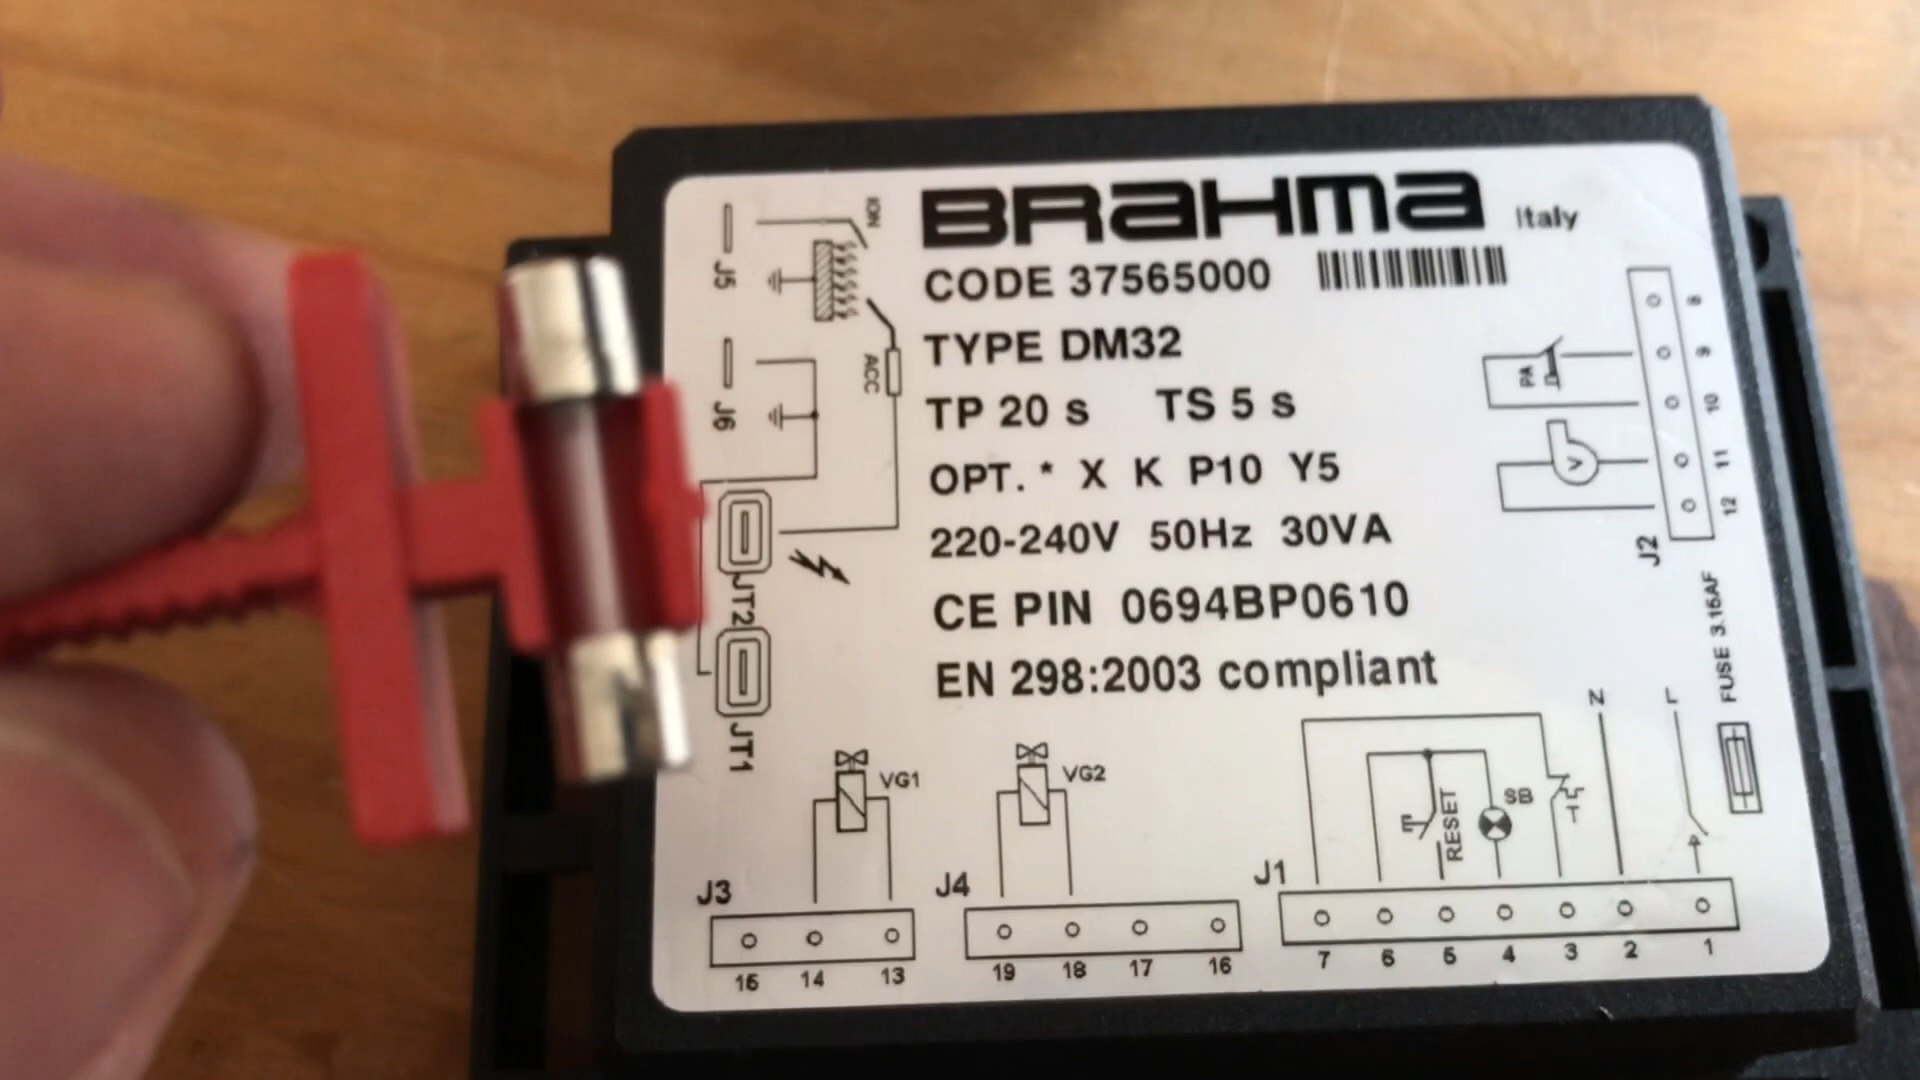 BRAHMA Italy
CODE 37565000
TYPE DM32
TP 20 s TS 5 s
OPT. * X K P10 Y5
220-240V 50Hz 30VA
CE PIN 0694BP0610
EN 298:2003 compliant
ION
J5
ACC
J6
JT2
JT1
8
9
10
11
12
PA
V
J2
FUSE 3.15AF
N
L
VG1
VG2
RESET
SB
T
P
J3
J4
J1
15 14 13
19 18 17 16
7 6 5 4 3 2 1